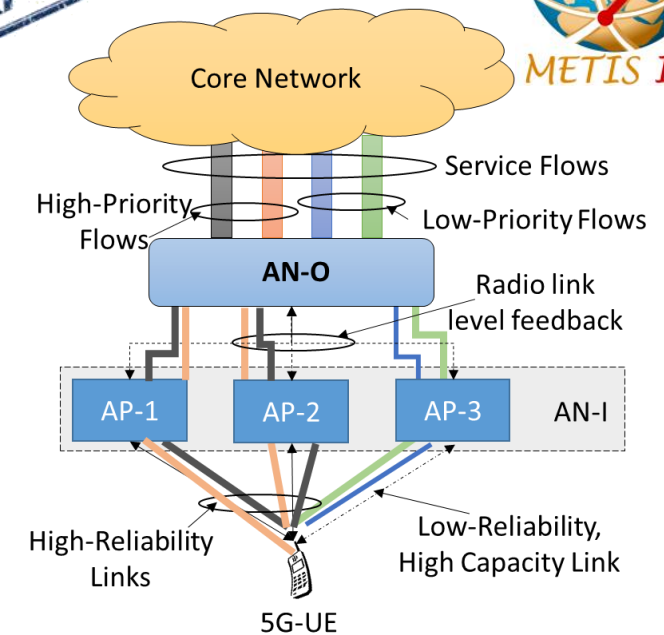 Core Network
METIS
Service Flows
High-Priority
Flows
Low-Priority Flows
AN-O
Radio link
level feedback
AP-1
AP-2
AP-3
AN-I
High-Reliability
Links
Low-Reliability,
High Capacity Link
5G-UE